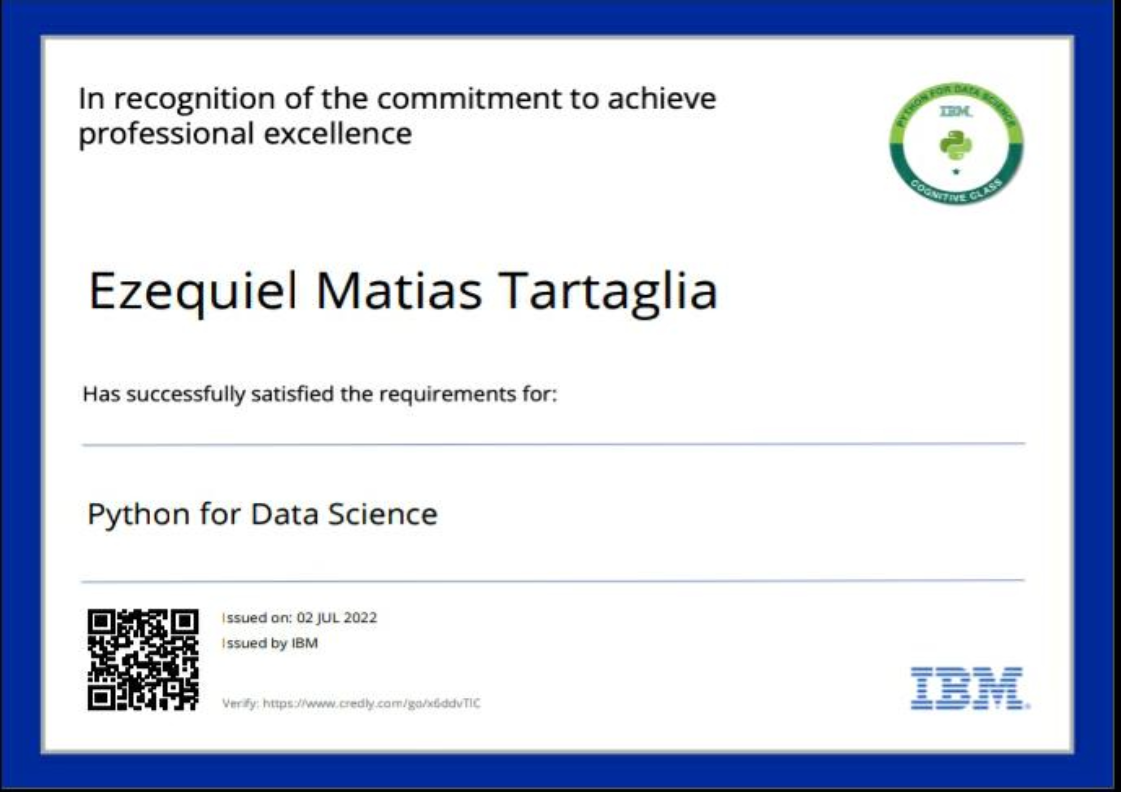 In recognition of the commitment to achieve
professional excellence
PYTHON FOR DATA SCIENCE
IBM.
COGNITIVE CLASS
Ezequiel Matias Tartaglia
Has successfully satisfied the requirements for:
Python for Data Science
Issued on: 02 JUL 2022
Issued by IBM
Verify: https://www.credly.com/go/x6ddvTlC
IBM.